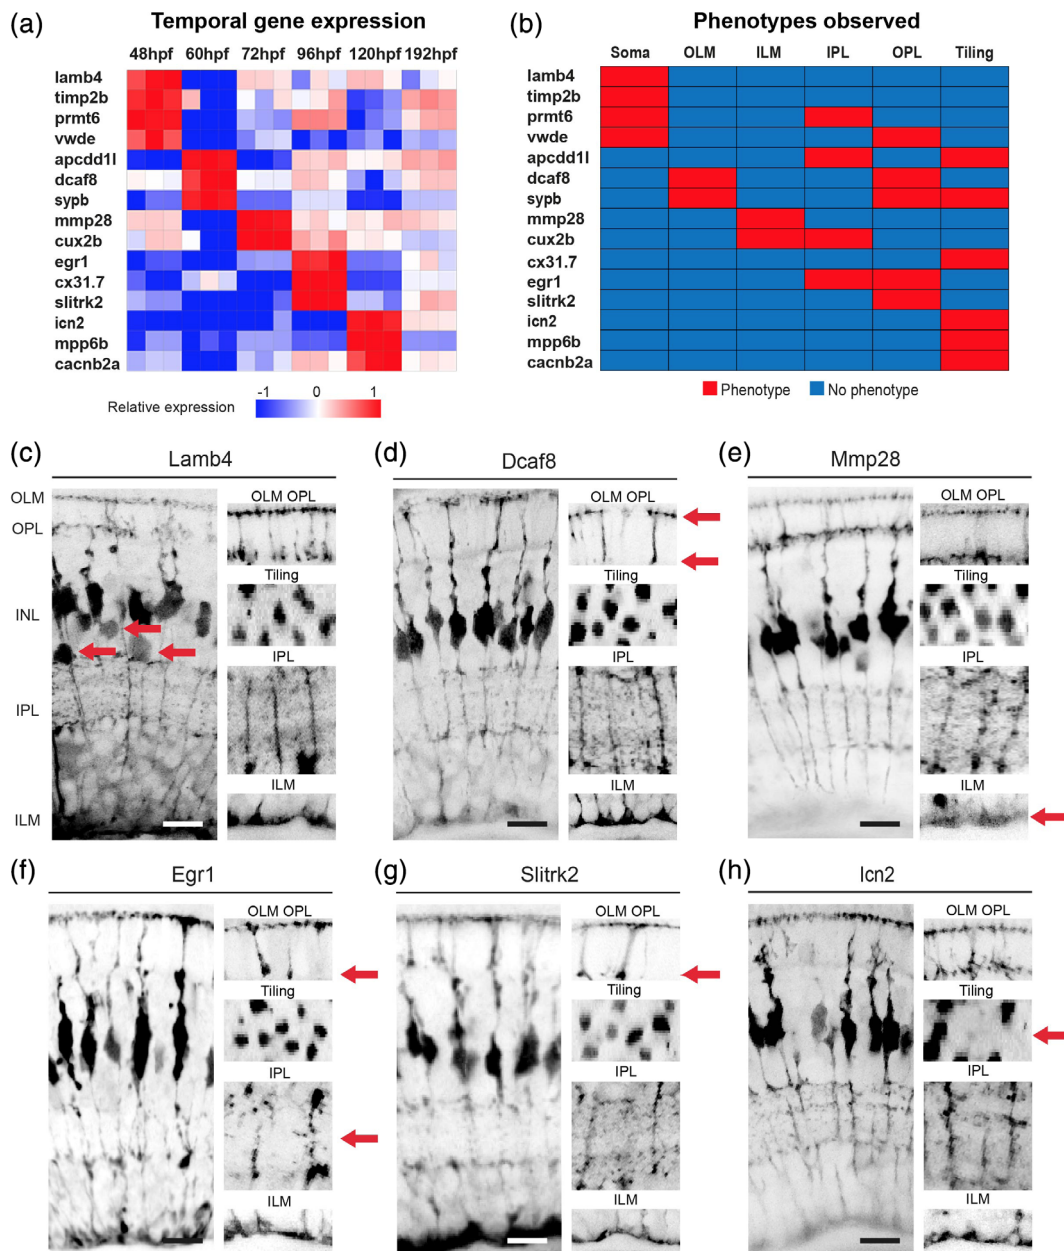 (a) Temporal gene expression
48hpf 60hpf 72hpf 96hpf 120hpf 192hpf
lamb4
timp2b
prmt6
vwde
apcdd1l
dcaf8
sypb
mmp28
cux2b
egr1
cx31.7
slitrk2
icn2
mpp6b
cacnb2a
Relative expression
-1 0 1
(b) Phenotypes observed
Soma OLM ILM IPL OPL Tiling
lamb4
timp2b
prmt6
vwde
apcdd1l
dcaf8
sypb
mmp28
cux2b
cx31.7
egr1
slitrk2
icn2
mpp6b
cacnb2a
Phenotype No phenotype
(c) Lamb4
OLM
OPL
INL
IPL
ILM
OLM OPL
Tiling
IPL
ILM
(d) Dcaf8
OLM OPL
Tiling
IPL
ILM
(e) Mmp28
OLM OPL
Tiling
IPL
ILM
(f) Egr1
OLM OPL
Tiling
IPL
ILM
(g) Slitrk2
OLM OPL
Tiling
IPL
ILM
(h) Icn2
OLM OPL
Tiling
IPL
ILM